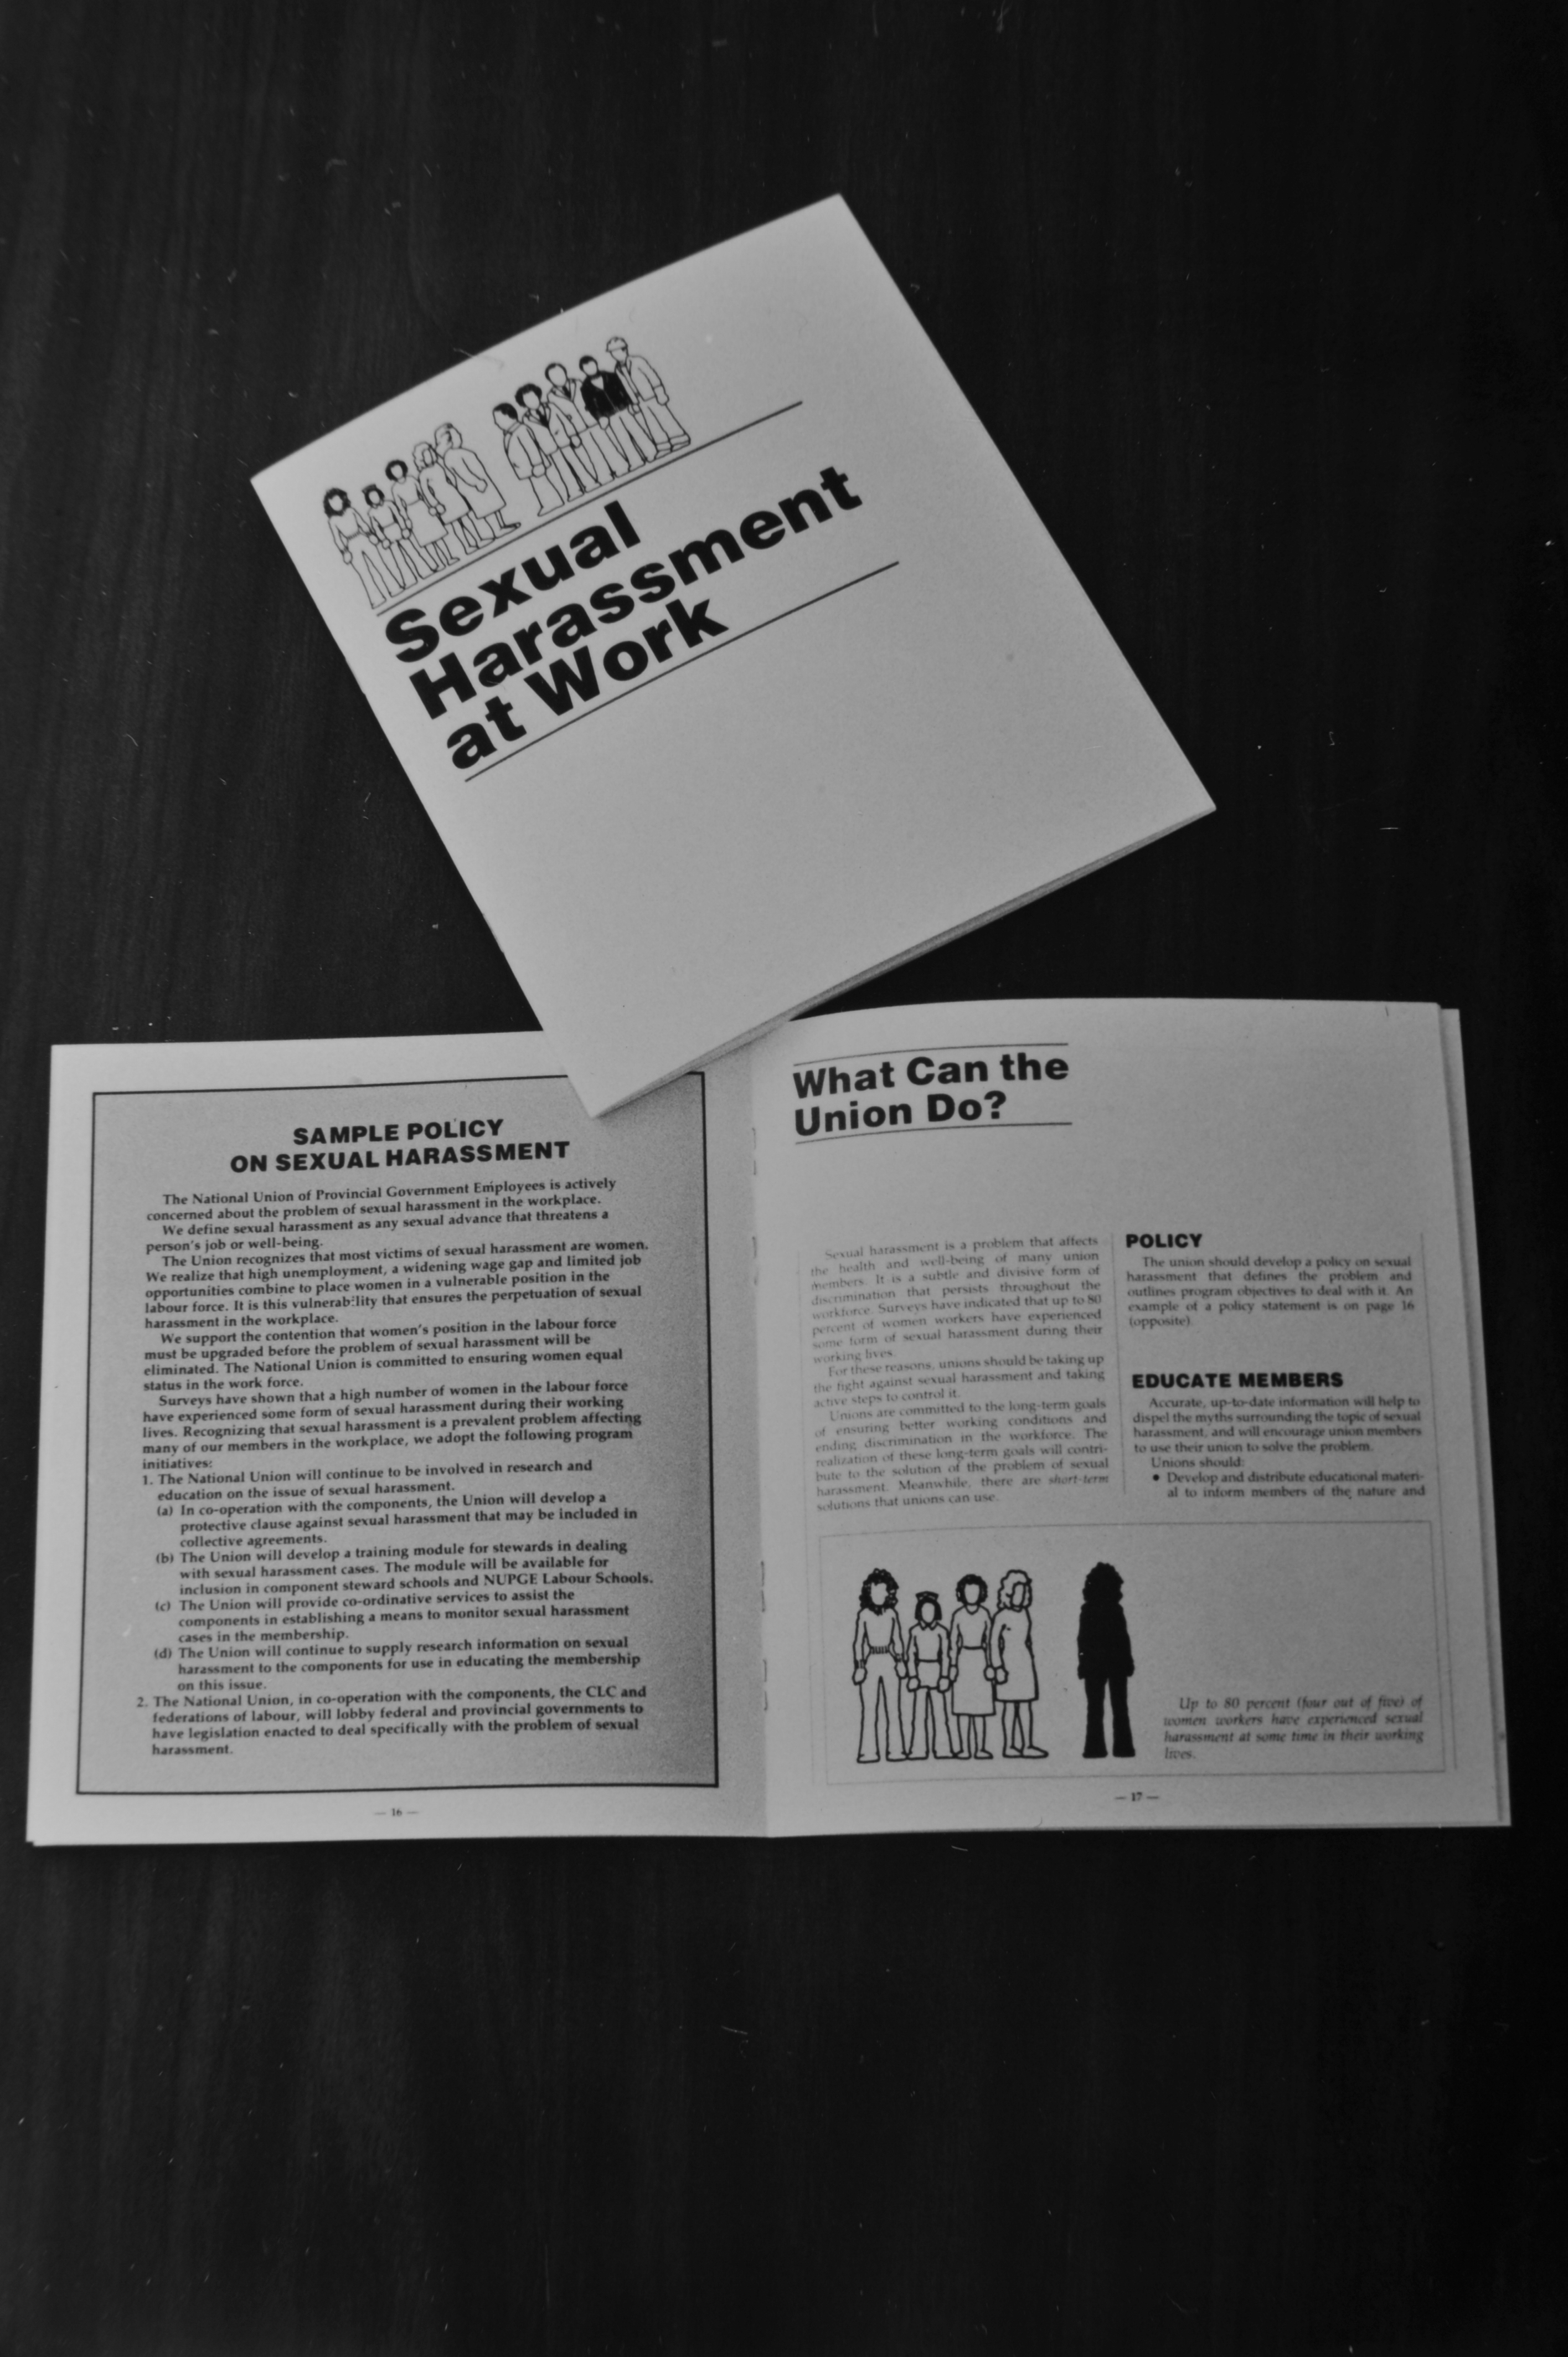 Sexual
Harassment
at Work
SAMPLE POLICY
ON SEXUAL HARASSMENT
The National Union of Provincial Government Employees is actively
concerned about the problem of sexual harassment in the workplace.
We define sexual harassment as any sexual advance that threatens a
person's job or well-being.
The Union recognizes that most victims of sexual harassment are women.
We realize that high unemployment, a widening wage gap and limited job
opportunities combine to place women in a vulnerable position in the
labour force. It is this vulnerability that ensures the perpetuation of sexual
harassment in the workplace.
We support the contention that women's position in the labour force
must be upgraded before the problem of sexual harassment will be
eliminated. The National Union is committed to ensuring women equal
status in the work force.
Surveys have shown that a high number of women in the labour force
have experienced some form of sexual harassment during their working
lives. Recognizing that sexual harassment is a prevalent problem affecting
many of our members in the workplace, we adopt the following program
initiatives:
1. The National Union will continue to be involved in research and
education on the issue of sexual harassment.
(a) In co-operation with the components, the Union will develop a
protective clause against sexual harassment that may be included in
collective agreements.
(b) The Union will develop a training module for stewards in dealing
with sexual harassment cases. The module will be available for
inclusion in component steward schools and NUPGE Labour Schools.
(c) The Union will provide co-ordinative services to assist the
components in establishing a means to monitor sexual harassment
cases in the membership.
(d) The Union will continue to supply research information on sexual
harassment to the components for use in educating the membership
on this issue.
2. The National Union, in co-operation with the components, the CLC and
federations of labour, will lobby federal and provincial governments to
have legislation enacted to deal specifically with the problem of sexual
harassment.
— 16 —
What Can the
Union Do?
Sexual harassment is a problem that affects
the health and well-being of many union
members. It is a subtle and divisive form of
discrimination that persists throughout the
workforce. Surveys have indicated that up to 80
percent of women workers have experienced
some form of sexual harassment during their
working lives.
For these reasons, unions should be taking up
the fight against sexual harassment and taking
active steps to control it.
Unions are committed to the long-term goals
of ensuring better working conditions and
ending discrimination in the workforce. The
realization of these long-term goals will contri-
bute to the solution of the problem of sexual
harassment. Meanwhile, there are short-term
solutions that unions can use.
POLICY
The union should develop a policy on sexual
harassment that defines the problem and
outlines program objectives to deal with it. An
example of a policy statement is on page 16
(opposite).
EDUCATE MEMBERS
Accurate, up-to-date information will help to
dispel the myths surrounding the topic of sexual
harassment, and will encourage union members
to use their union to solve the problem.
Unions should:
• Develop and distribute educational materi-
al to inform members of the nature and
Up to 80 percent (four out of five) of
women workers have experienced sexual
harassment at some time in their working
lives.
— 17 —